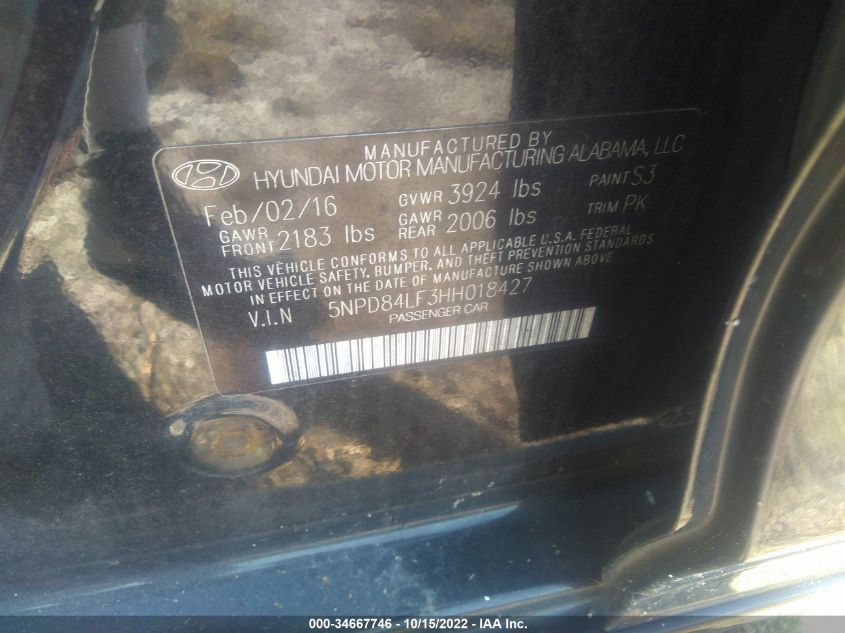 MANUFACTURED BY
HYUNDAI MOTOR MANUFACTURING ALABAMA, LLC
Feb/02/16 GVWR 3924 lbs PAINT S3
GAWR FRONT 2183 lbs GAWR REAR 2006 lbs TRIM PK
THIS VEHICLE CONFORMS TO ALL APPLICABLE U.S.A. FEDERAL
MOTOR VEHICLE SAFETY, BUMPER, AND THEFT PREVENTION STANDARDS
IN EFFECT ON THE DATE OF MANUFACTURE SHOWN ABOVE
V.I.N 5NPD84LF3HH018427
PASSENGER CAR
000-34667746 - 10/15/2022 - IAA Inc.